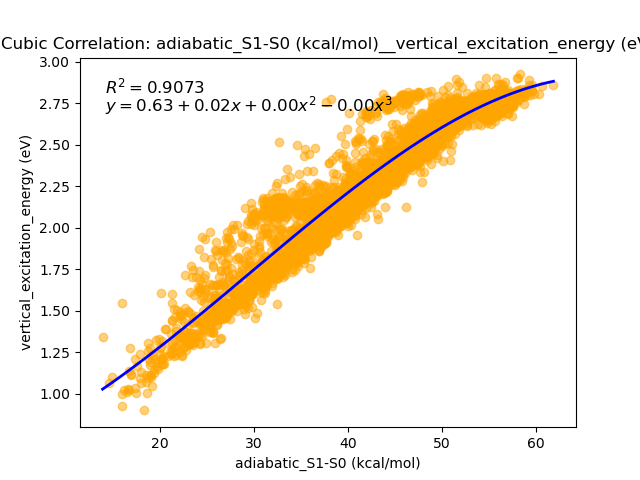 Cubic Correlation: adiabatic_S1-S0 (kcal/mol)__vertical_excitation_energy (eV
R² = 0.9073
y = 0.63 + 0.02x + 0.00x² − 0.00x³
3.00
2.75
2.50
2.25
2.00
1.75
1.50
1.25
1.00
vertical_excitation_energy (eV)
20
30
40
50
60
adiabatic_S1-S0 (kcal/mol)